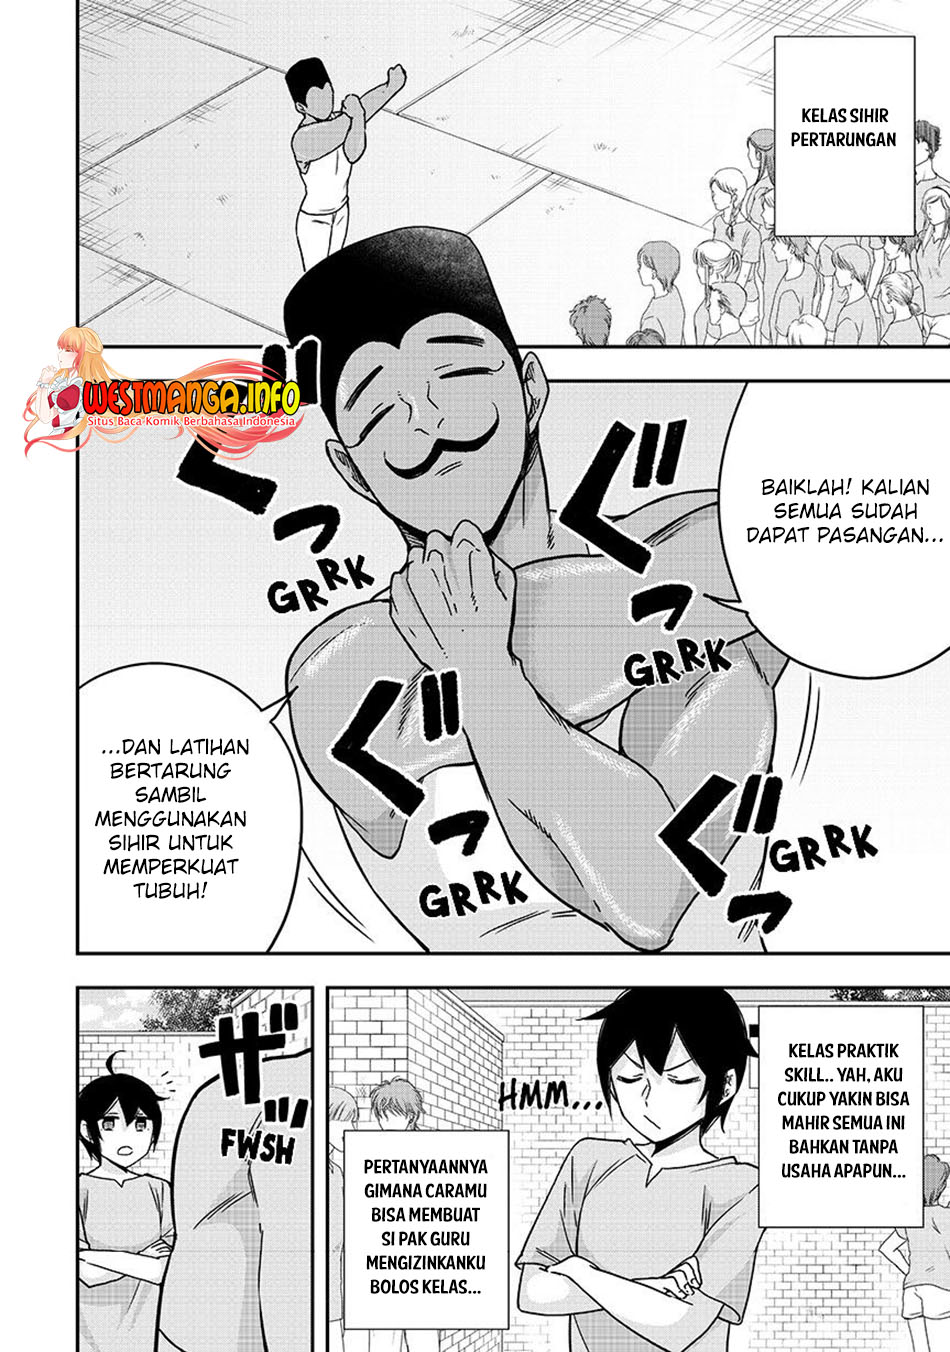 KELAS SIHIR
PERTARUNGAN
WESTMANGA.INFO
Situs Baca Komik Berbahasa Indonesia
BAIKLAH! KALIAN
SEMUA SUDAH
DAPAT PASANGAN...
ぐっ
GRRK
ぐっ
GRRK
...DAN LATIHAN
BERTARUNG
SAMBIL
MENGGUNAKAN
SIHIR UNTUK
MEMPERKUAT
TUBUH!
ぐっ
GRRK
ぐっ
GRRK
KELAS PRAKTIK
SKILL.. YAH, AKU
CUKUP YAKIN BISA
MAHIR SEMUA INI
BAHKAN TANPA
USAHA APAPUN...
HMM...
PERTANYAANNYA
GIMANA CARAMU
BISA MEMBUAT
SI PAK GURU
MENGIZINKANKU
BOLOS KELAS...
ザッ
FWSH